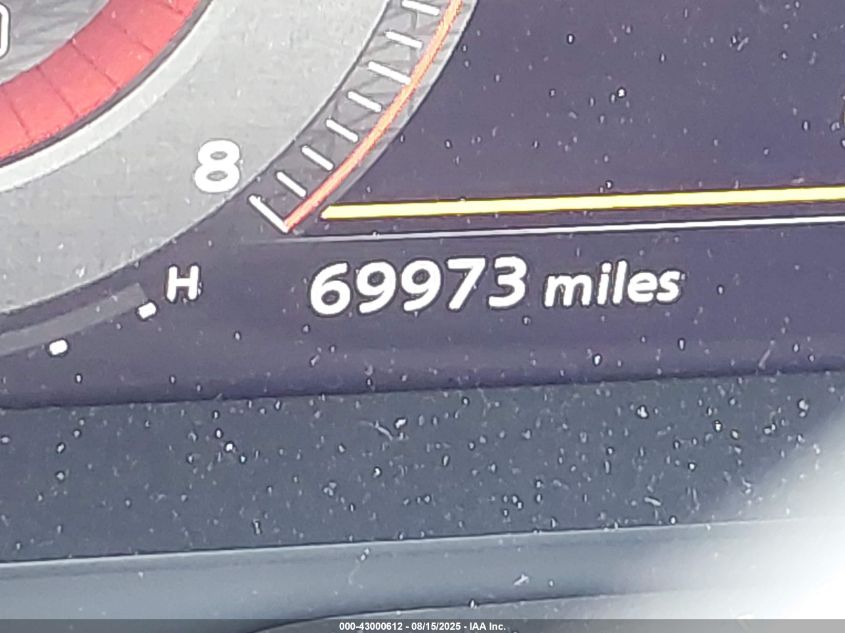 8
H
69973 miles
000-43000612 - 08/15/2025 - IAA Inc.